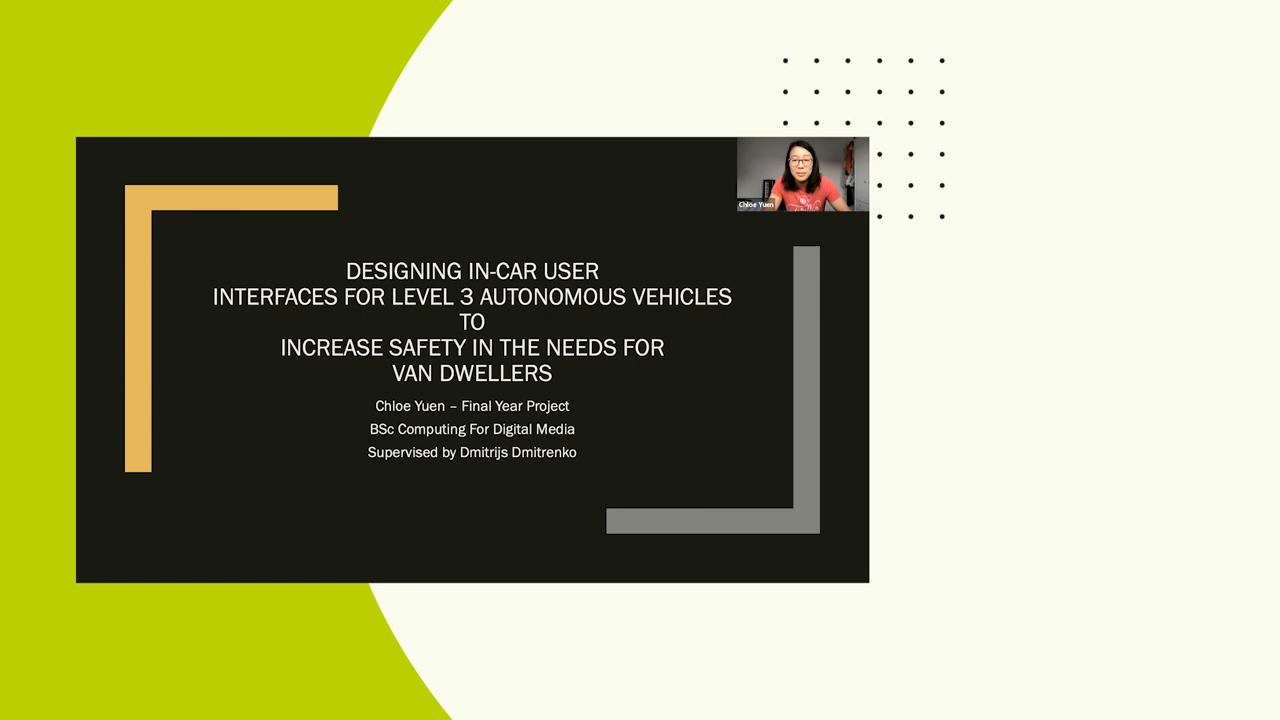 Chloe Yuen
DESIGNING IN-CAR USER
INTERFACES FOR LEVEL 3 AUTONOMOUS VEHICLES
TO
INCREASE SAFETY IN THE NEEDS FOR
VAN DWELLERS
Chloe Yuen – Final Year Project
BSc Computing For Digital Media
Supervised by Dmitrijs Dmitrenko